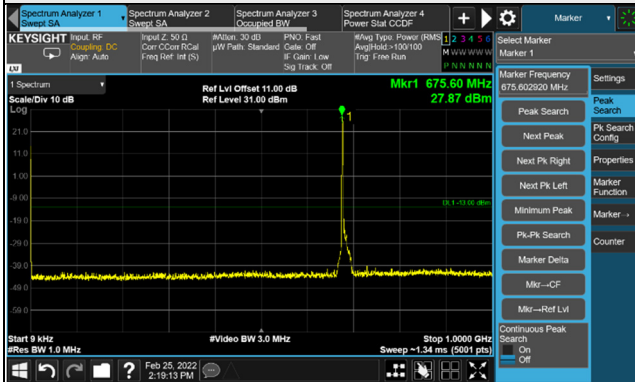 Spectrum Analyzer 1
Swept SA
Spectrum Analyzer 2
Swept SA
Spectrum Analyzer 3
Occupied BW
Spectrum Analyzer 4
Power Stat CCDF
Marker
KEYSIGHT
Input: RF
Coupling: DC
Align: Auto
Input Z: 50 Ω
Corr CCorr RCal
Freq Ref: Int (S)
#Atten: 30 dB
µW Path: Standard
PNO: Fast
Gate: Off
IF Gain: Low
Sig Track: Off
#Avg Type: Power (RMS)
Avg|Hold:>100/100
Trig: Free Run
1 2 3 4 5 6
M W W W W W
P N N N N N
LU
Select Marker
Marker 1
1 Spectrum
Scale/Div 10 dB
Log
Ref Lvl Offset 11.00 dB
Ref Level 31.00 dBm
Mkr1 675.60 MHz
27.87 dBm
Marker Frequency
675.602920 MHz
Settings
Peak Search
Next Peak
Next Pk Right
Next Pk Left
Minimum Peak
Pk-Pk Search
Marker Delta
Mkr→CF
Mkr→Ref Lvl
Continuous Peak
Search
On
Off
Peak
Search
Pk Search
Config
Properties
Marker
Function
Marker→
Counter
1
21.0
11.0
1.00
-9.00
-19.0
-29.0
-39.0
-49.0
-59.0
DL1 -13.00 dBm
Start 9 kHz
#Res BW 1.0 MHz
#Video BW 3.0 MHz
Stop 1.0000 GHz
Sweep ~1.34 ms (5001 pts)
?
Feb 25, 2022
2:19:13 PM